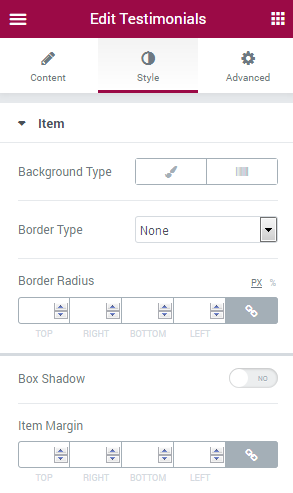 Edit Testimonials
Content Style Advanced
Item
Background Type
Border Type None
Border Radius PX %
TOP RIGHT BOTTOM LEFT
Box Shadow NO
Item Margin
TOP RIGHT BOTTOM LEFT